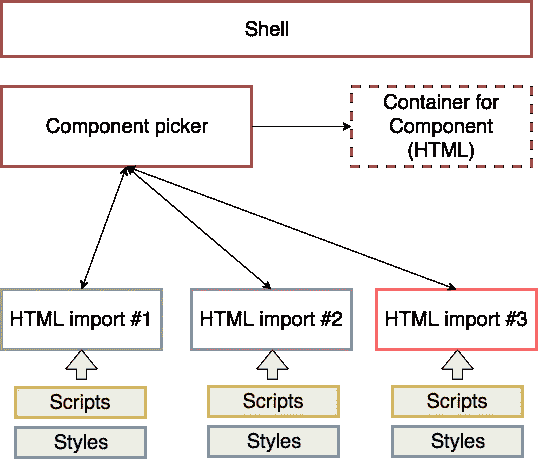 Shell
Component picker
Container for
Component
(HTML)
HTML import #1
HTML import #2
HTML import #3
Scripts
Scripts
Scripts
Styles
Styles
Styles